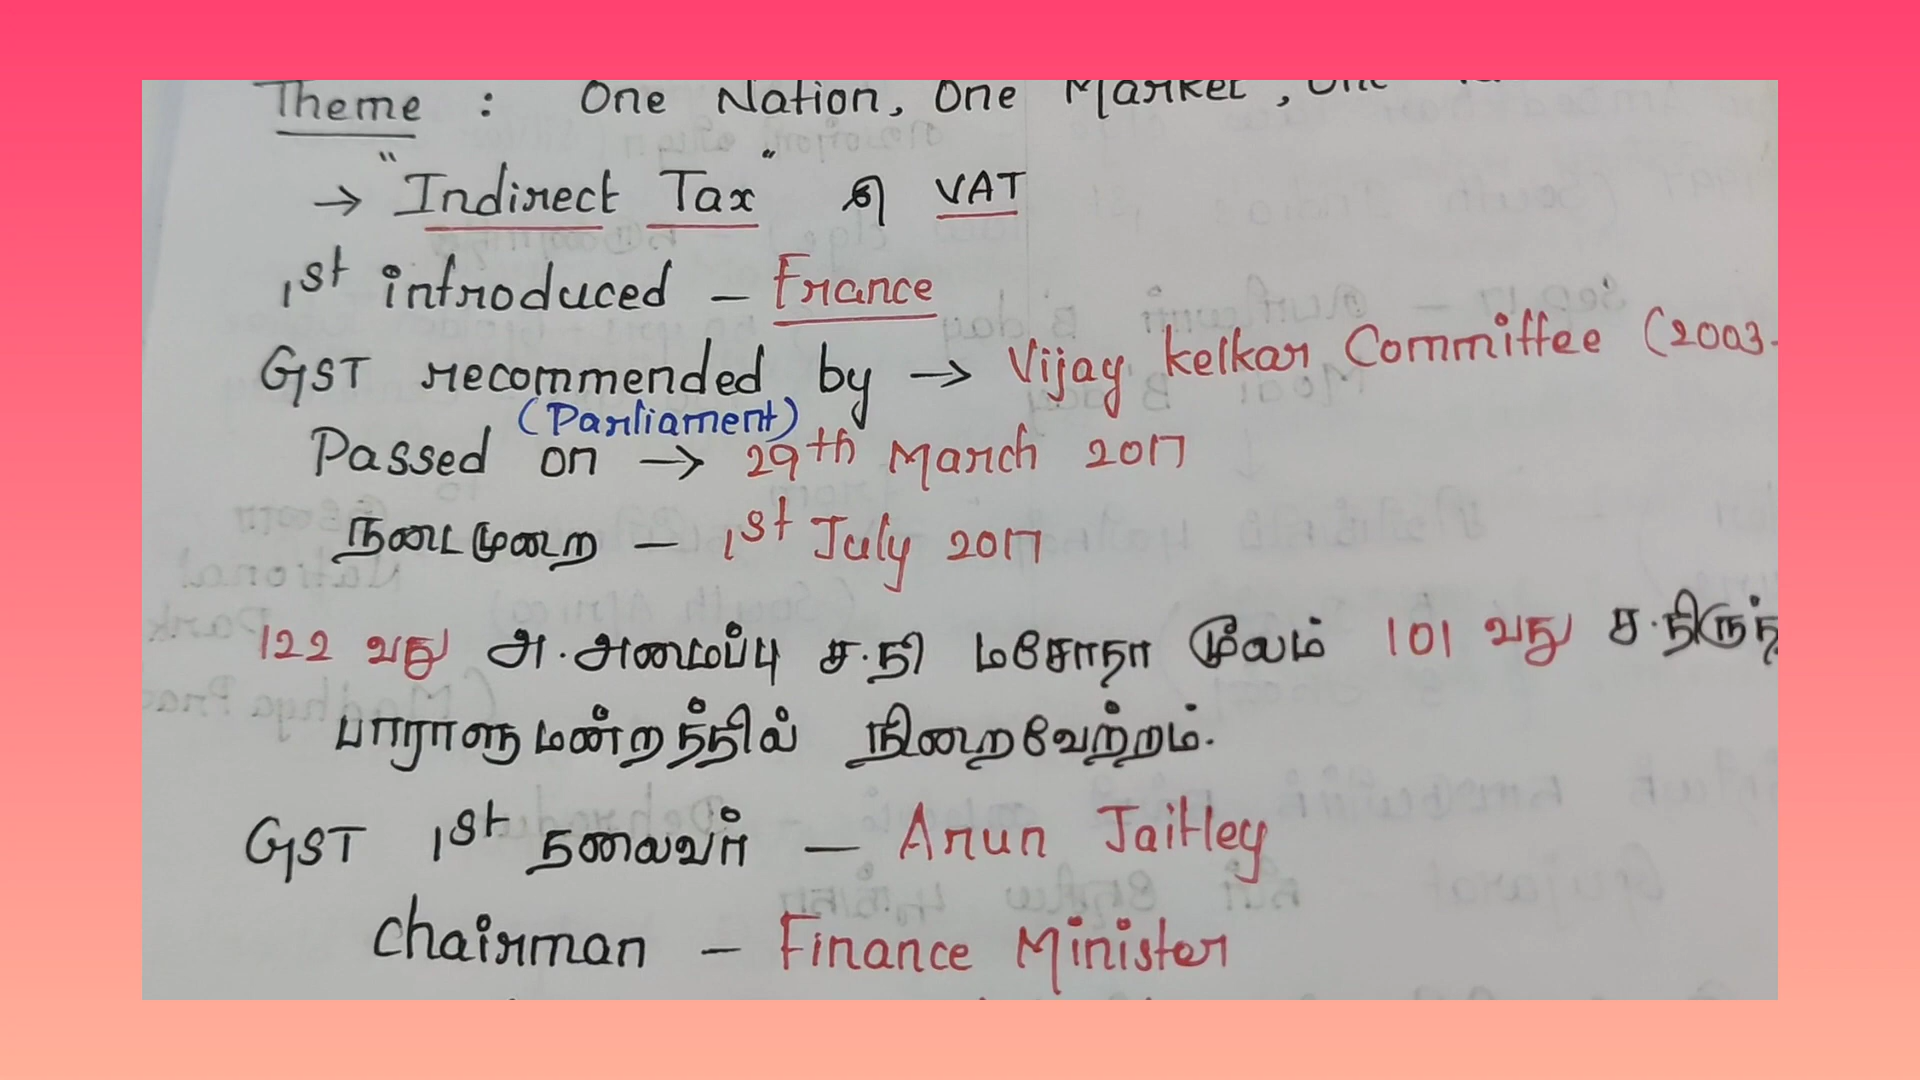 Theme : One Nation, One Market, One
→ "Indirect Tax" @ VAT
1st introduced - France
GST recommended by → Vijay Kelkar Committee (2003-
(Parliament)
Passed on → 29th March 2017
நடைமுறை - 1st July 2017
122 வது அ.அமைப்பு ச.தி மசோதா மூலம் 101 வது ச.திருத்
பாராளுமன்றத்தில் நிறைவேற்றம்.
GST 1st தலைவர் - Arun Jaitley
Chairman - Finance Minister